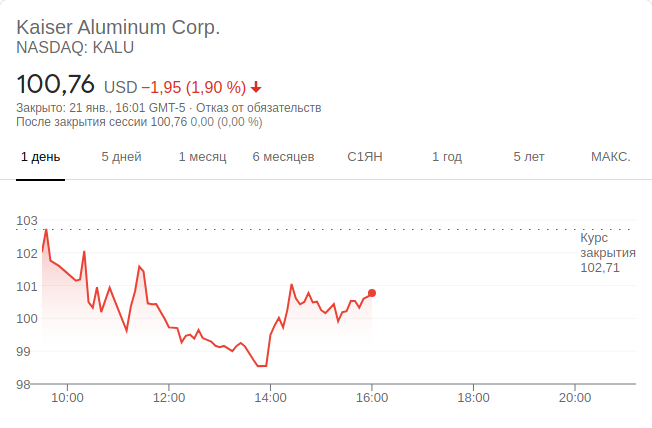 Kaiser Aluminum Corp.
NASDAQ: KALU
100,76 USD −1,95 (1,90 %)
Закрыто: 21 янв., 16:01 GMT-5 · Отказ от обязательств
После закрытия сессии 100,76 0,00 (0,00 %)
1 день 5 дней 1 месяц 6 месяцев С1ЯН 1 год 5 лет МАКС.
103
Курс
закрытия
102,71
102
101
100
99
98
10:00 12:00 14:00 16:00 18:00 20:00